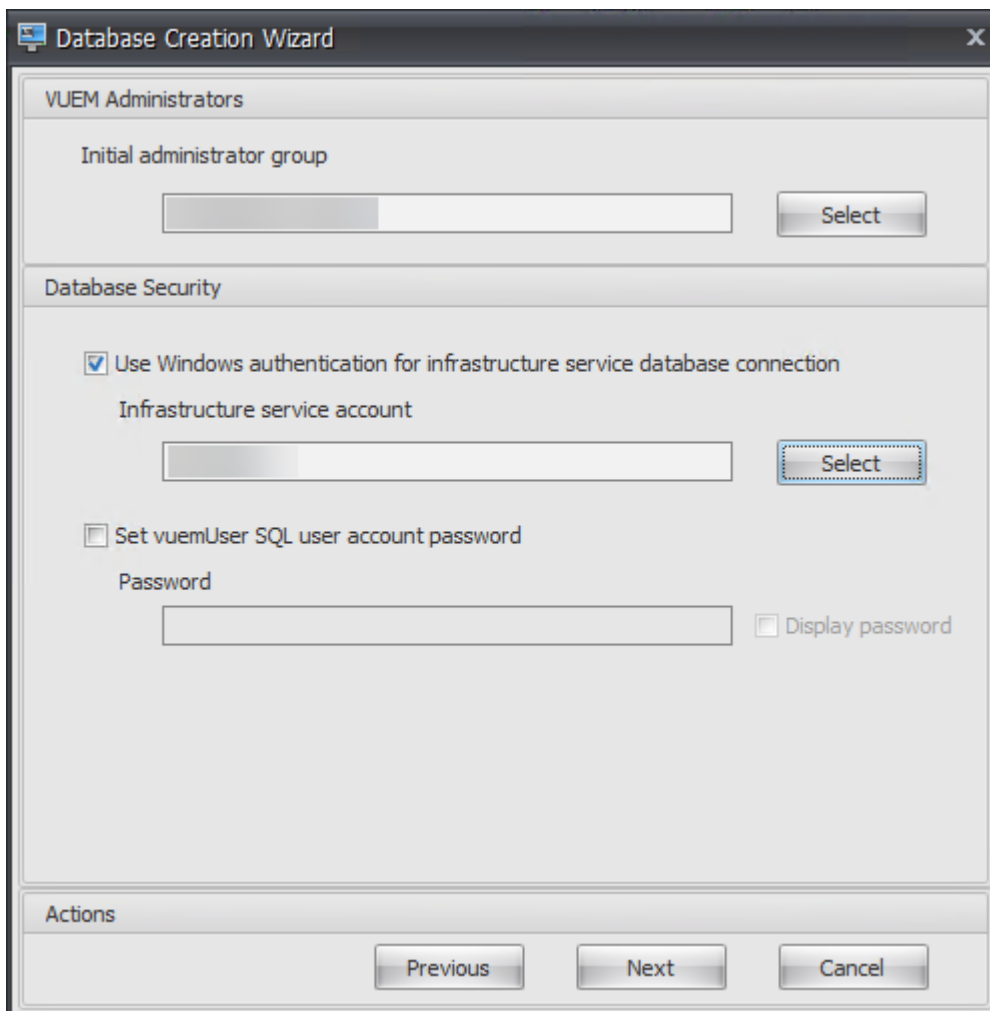 Database Creation Wizard
VUEM Administrators
Initial administrator group
Select
Database Security
Use Windows authentication for infrastructure service database connection
Infrastructure service account
Select
Set vuemUser SQL user account password
Password
Display password
Actions
Previous Next Cancel